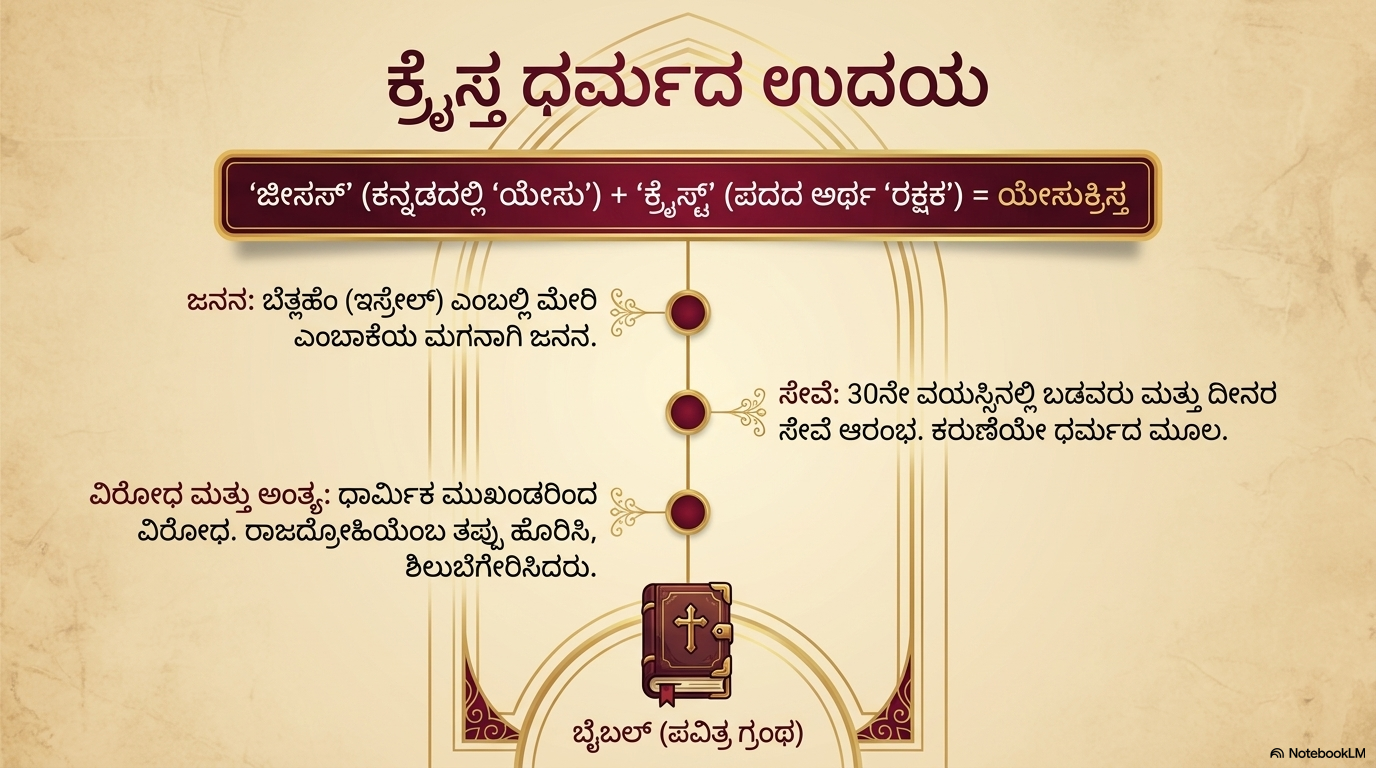 ಕ್ರೈಸ್ತ ಧರ್ಮದ ಉದಯ
‘ಜೀಸಸ್’ (ಕನ್ನಡದಲ್ಲಿ ‘ಯೇಸು’) + ‘ಕ್ರೈಸ್ಟ್’ (ಪದದ ಅರ್ಥ ‘ರಕ್ಷಕ’) = ಯೇಸುಕ್ರಿಸ್ತ
ಜನನ: ಬೆತ್ಲಹೆಂ (ಇಸ್ರೇಲ್) ಎಂಬಲ್ಲಿ ಮೇರಿ
ಎಂಬಾಕೆಯ ಮಗನಾಗಿ ಜನನ.
ಸೇವೆ: 30ನೇ ವಯಸ್ಸಿನಲ್ಲಿ ಬಡವರು ಮತ್ತು ದೀನರ
ಸೇವೆ ಆರಂಭ. ಕರುಣೆಯೇ ಧರ್ಮದ ಮೂಲ.
ವಿರೋಧ ಮತ್ತು ಅಂತ್ಯ: ಧಾರ್ಮಿಕ ಮುಖಂಡರಿಂದ
ವಿರೋಧ. ರಾಜದ್ರೋಹಿಯೆಂಬ ತಪ್ಪು ಹೊರಿಸಿ,
ಶಿಲುಬೆಗೇರಿಸಿದರು.
ಬೈಬಲ್ (ಪವಿತ್ರ ಗ್ರಂಥ)
NotebookLM